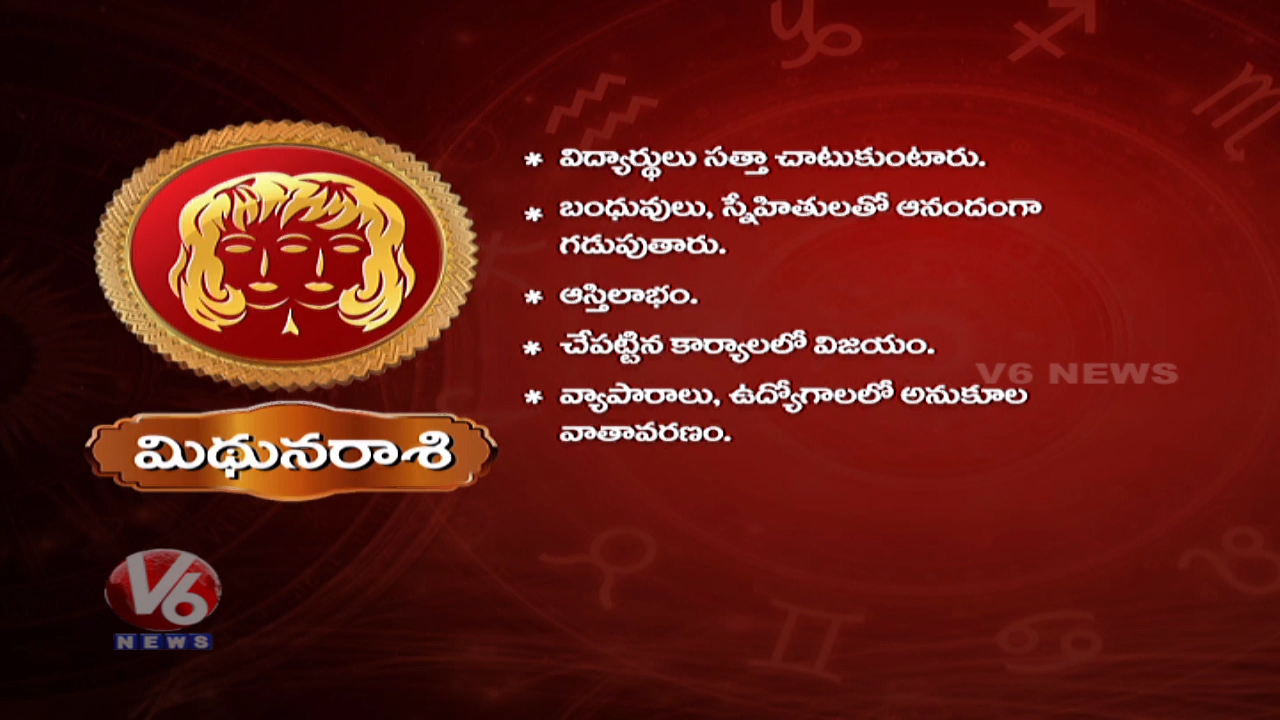 * విద్యార్థులు సత్తా చాటుకుంటారు.
* బంధువులు, స్నేహితులతో ఆనందంగా
గడుపుతారు.
* ఆస్తిలాభం.
* చేపట్టిన కార్యాలలో విజయం.
V6 NEWS
* వ్యాపారాలు, ఉద్యోగాలలో అనుకూల
వాతావరణం.
మిథునరాశి
V6
NEWS